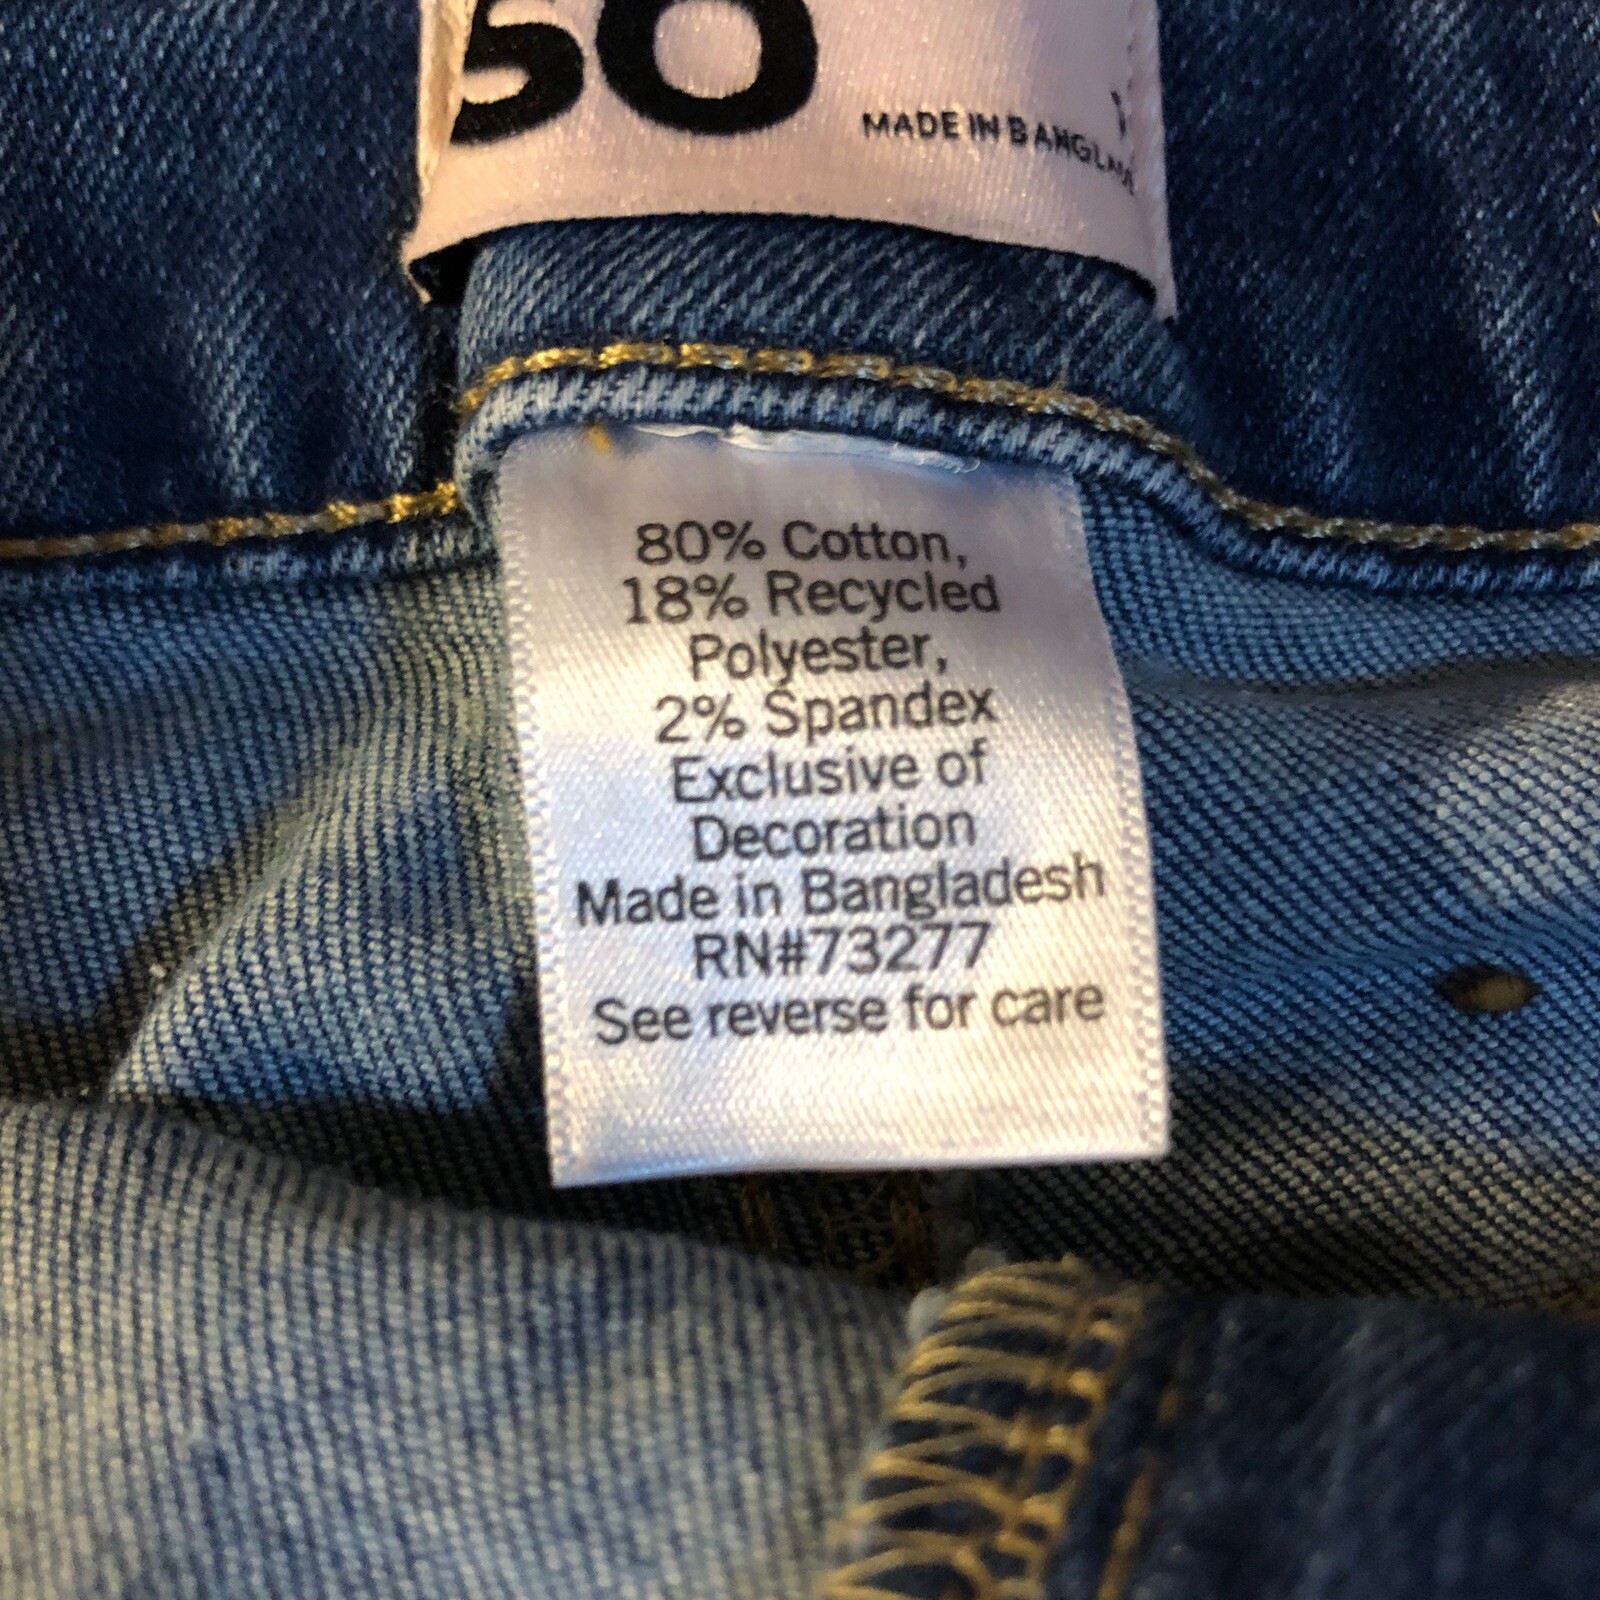 SO
MADE IN BANGLADESH
80% Cotton,
18% Recycled
Polyester,
2% Spandex
Exclusive of
Decoration
Made in Bangladesh
RN#73277
See reverse for care